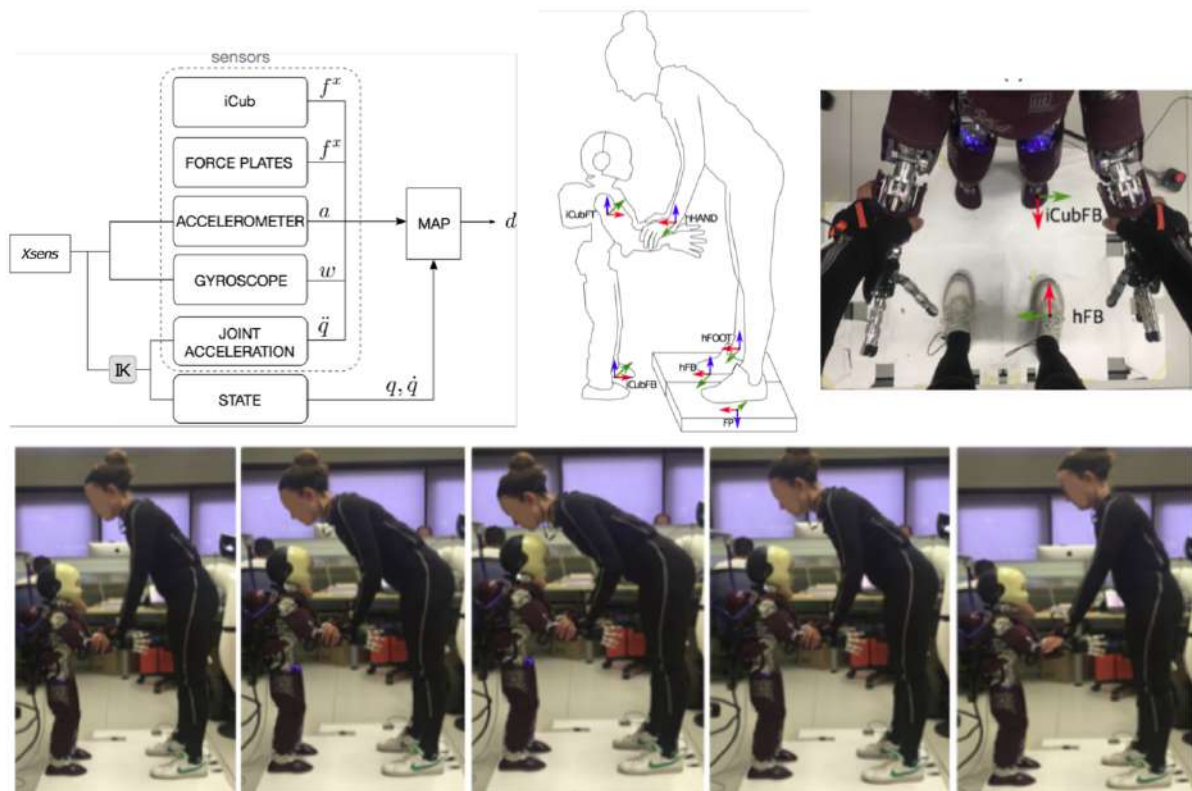 sensors
iCub
f^x
FORCE PLATES
f^x
ACCELEROMETER
a
MAP
d
Xsens
GYROSCOPE
w
JOINT
ACCELERATION
q̈
IK
STATE
q, q̇
iCubFT
hHAND
hFOOT
hFB
iCubFB
FP
iCubFB
hFB